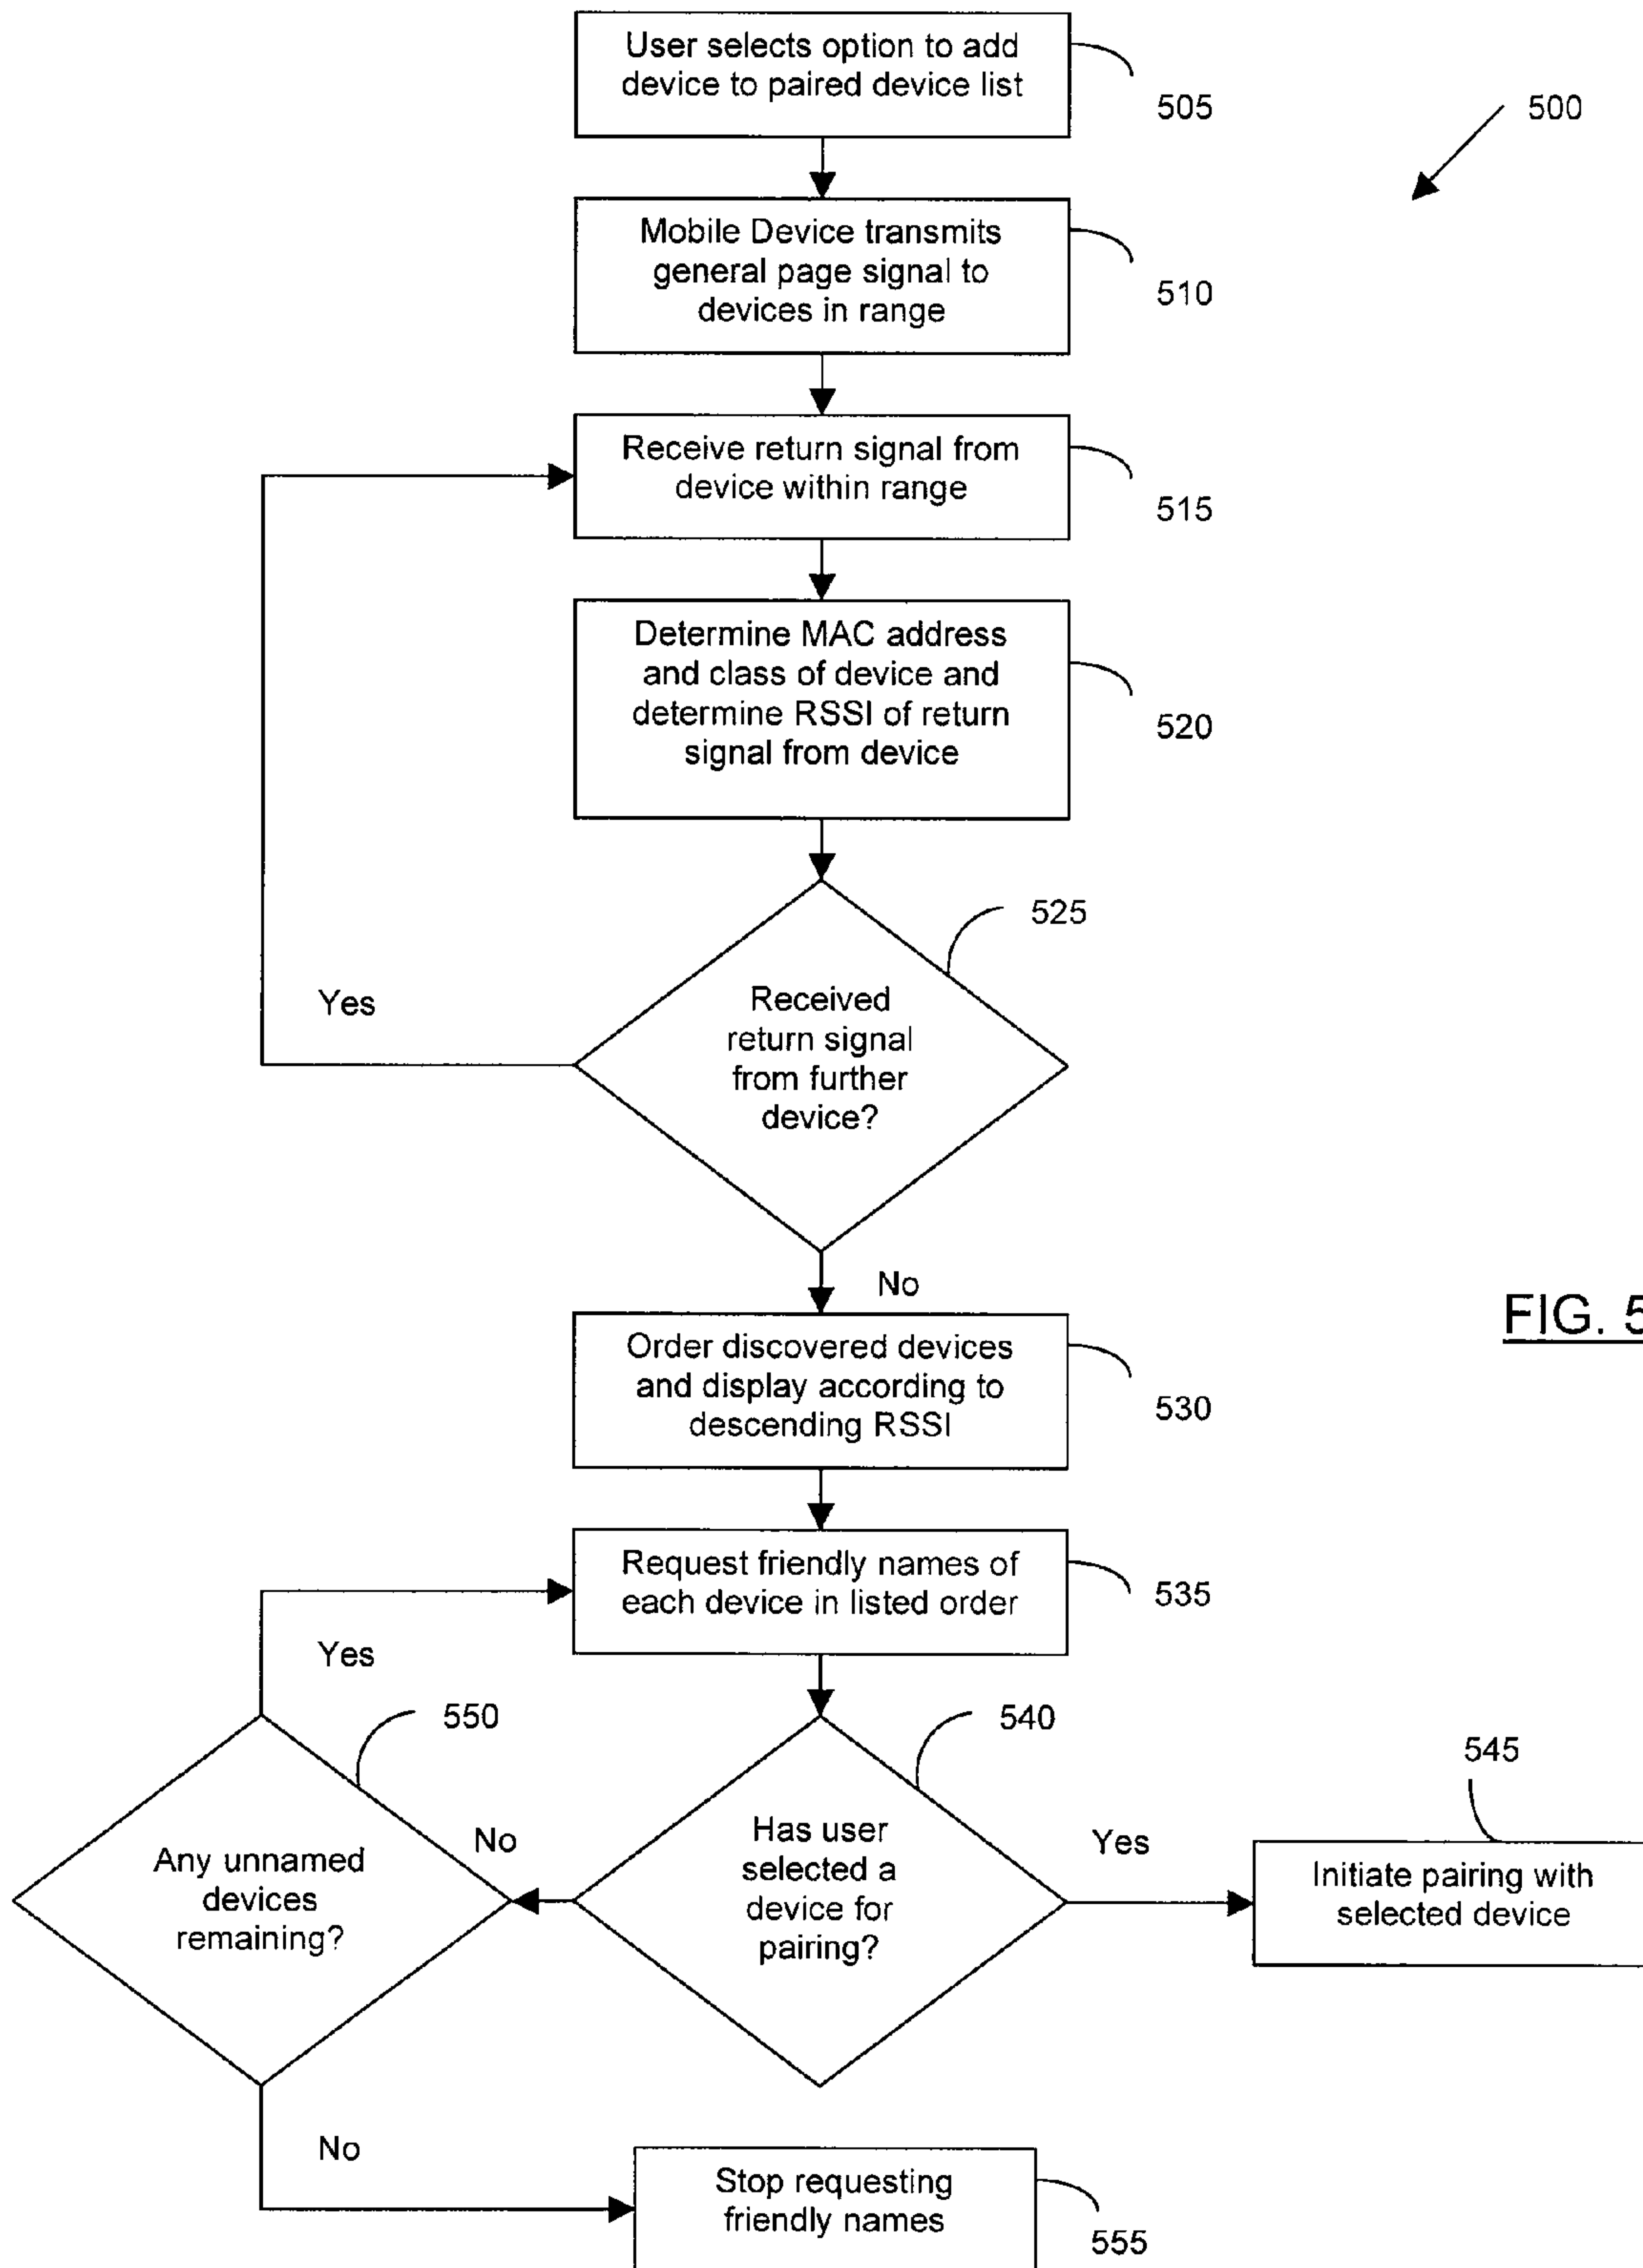 User selects option to add
device to paired device list
505
500
Mobile Device transmits
general page signal to
devices in range
510
Receive return signal from
device within range
515
Determine MAC address
and class of device and
determine RSSI of return
signal from device
520
525
Received
return signal
from further
device?
Yes
No
FIG. 5
Order discovered devices
and display according to
descending RSSI
530
Request friendly names of
each device in listed order
535
Yes
550
540
545
Any unnamed
devices
remaining?
No
Has user
selected a
device for
pairing?
Yes
Initiate pairing with
selected device
No
Stop requesting
friendly names
555